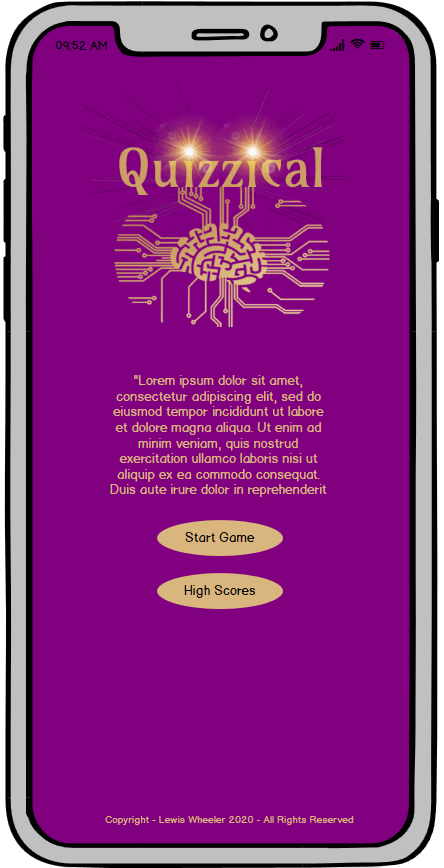 09:52 AM
Quizzical
"Lorem ipsum dolor sit amet,
consectetur adipiscing elit, sed do
eiusmod tempor incididunt ut labore
et dolore magna aliqua. Ut enim ad
minim veniam, quis nostrud
exercitation ullamco laboris nisi ut
aliquip ex ea commodo consequat.
Duis aute irure dolor in reprehenderit
Start Game
High Scores
Copyright - Lewis Wheeler 2020 - All Rights Reserved